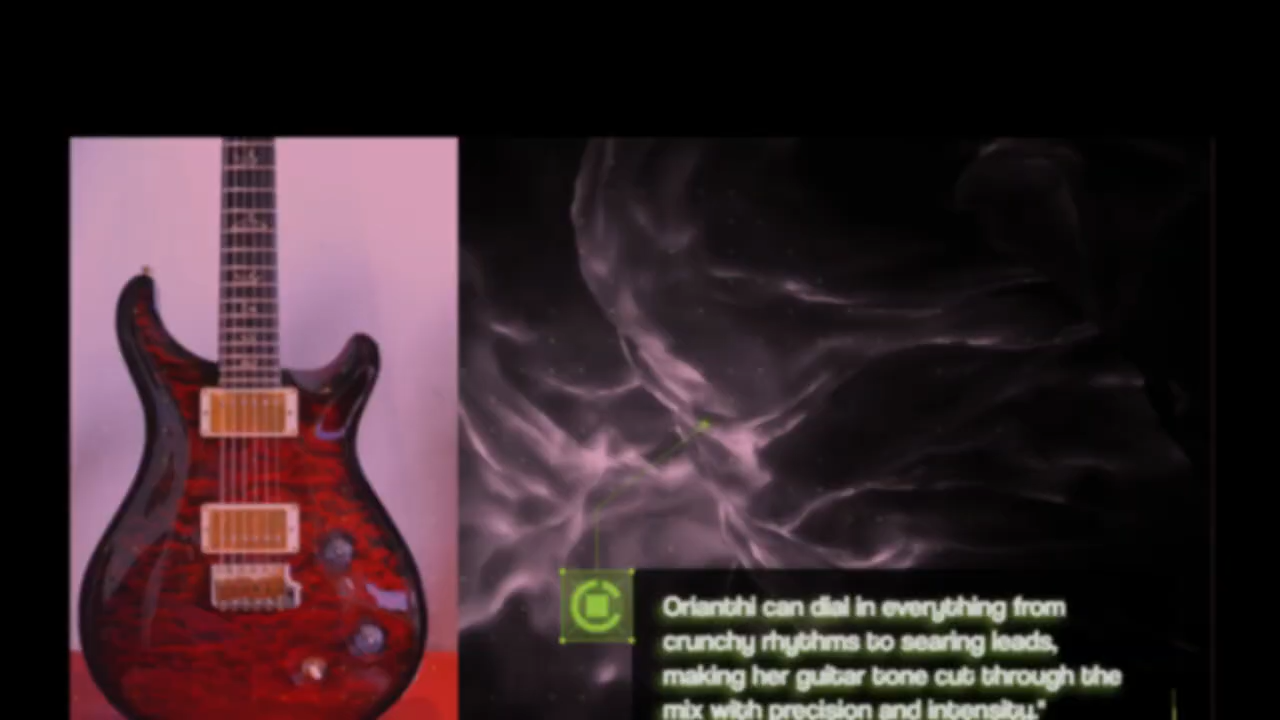 Orianthi can dial in everything from
crunchy rhythms to searing leads,
making her guitar tone cut through the
mix with precision and intensity."